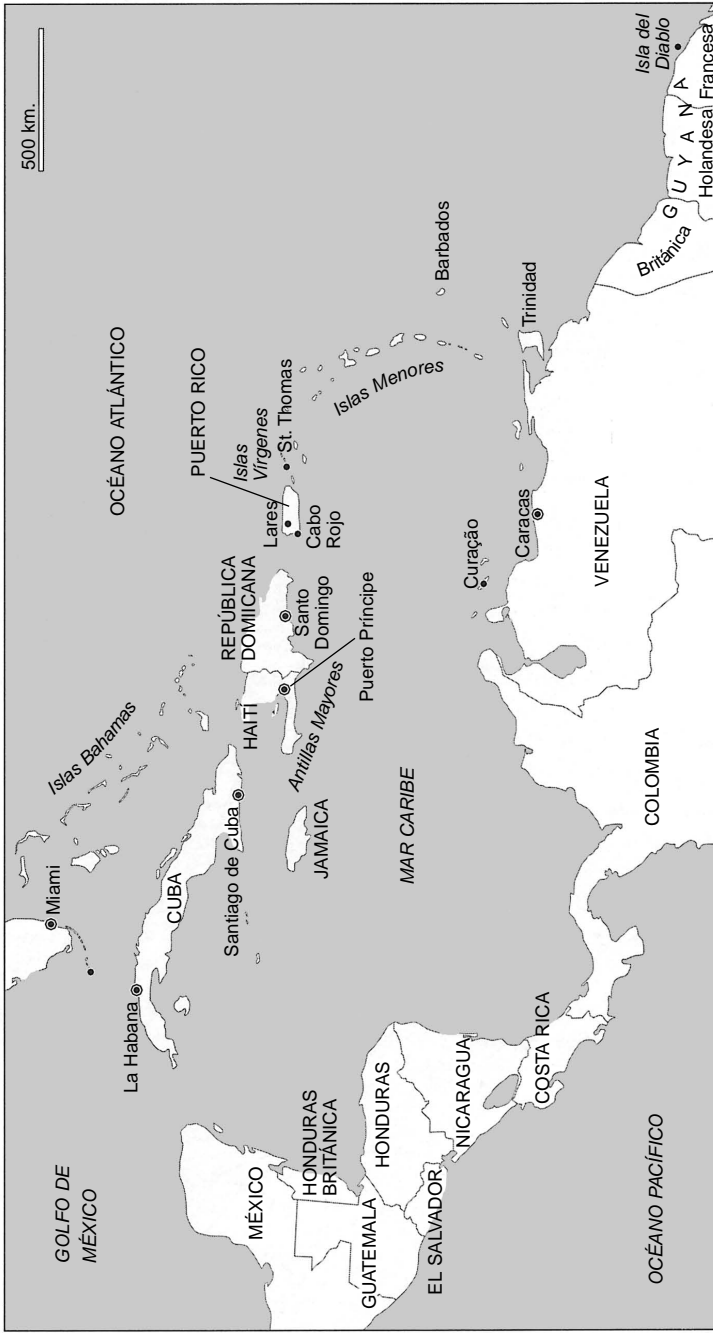 500 km.
GOLFO DE
MÉXICO
Miami
Islas Bahamas
OCÉANO ATLÁNTICO
La Habana
CUBA
Santiago de Cuba
HAITÍ
REPÚBLICA
DOMIICANA
PUERTO RICO
Islas
Vírgenes
St. Thomas
Lares
Cabo
Rojo
Santo
Domingo
Puerto Príncipe
Antillas Mayores
JAMAICA
MÉXICO
HONDURAS
BRITÁNICA
GUATEMALA
HONDURAS
EL SALVADOR
NICARAGUA
COSTA RICA
MAR CARIBE
Islas Menores
Barbados
Curação
Caracas
Trinidad
VENEZUELA
COLOMBIA
OCÉANO PACÍFICO
Isla del
Diablo
GUYANA
Británica
Holandesa
Francesa